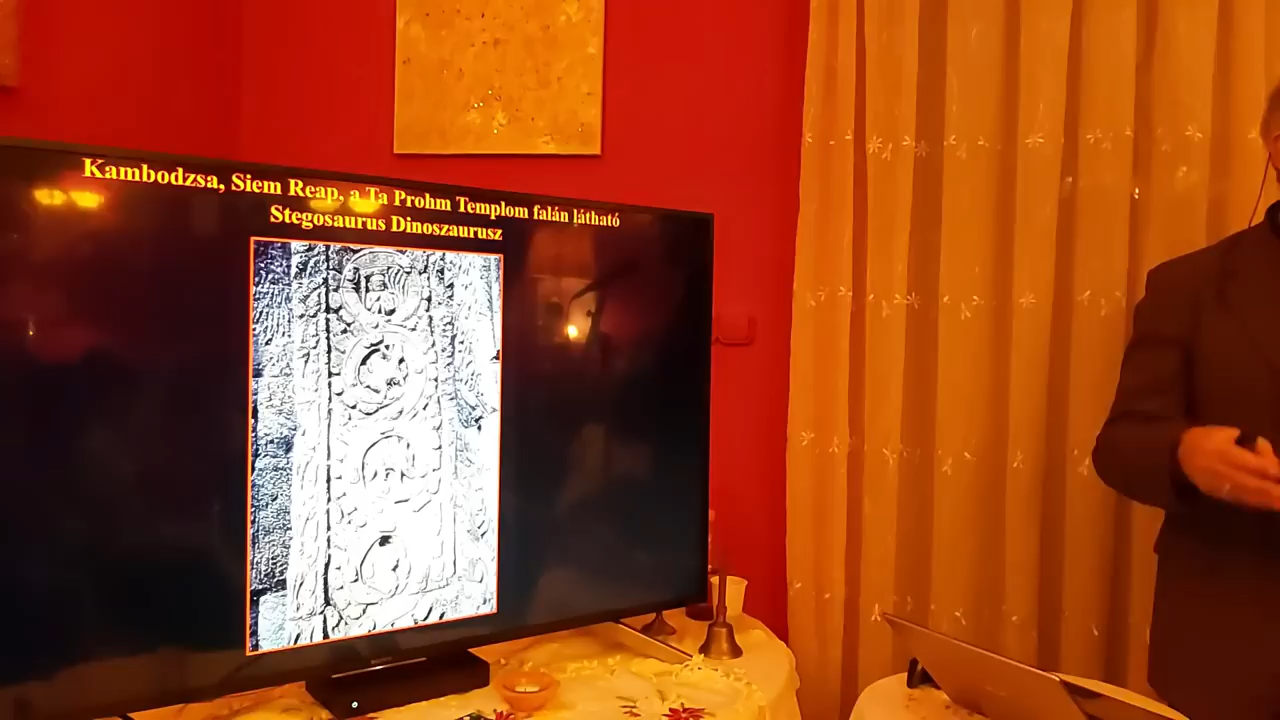 Kambodzsa, Siem Reap, a Ta Prohm Templom falán látható
Stegosaurus Dinoszaurusz